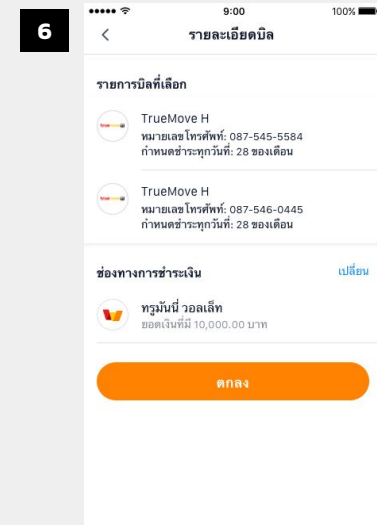 6
9:00
100%
รายละเอียดบิล
รายการบิลที่เลือก
TrueMove H
หมายเลขโทรศัพท์: 087-545-5584
กำหนดชำระทุกวันที่: 28 ของเดือน
TrueMove H
หมายเลขโทรศัพท์: 087-546-0445
กำหนดชำระทุกวันที่: 28 ของเดือน
ช่องทางการชำระเงิน
เปลี่ยน
ทรูมันนี่ วอลเล็ท
ยอดเงินที่มี 10,000.00 บาท
ตกลง